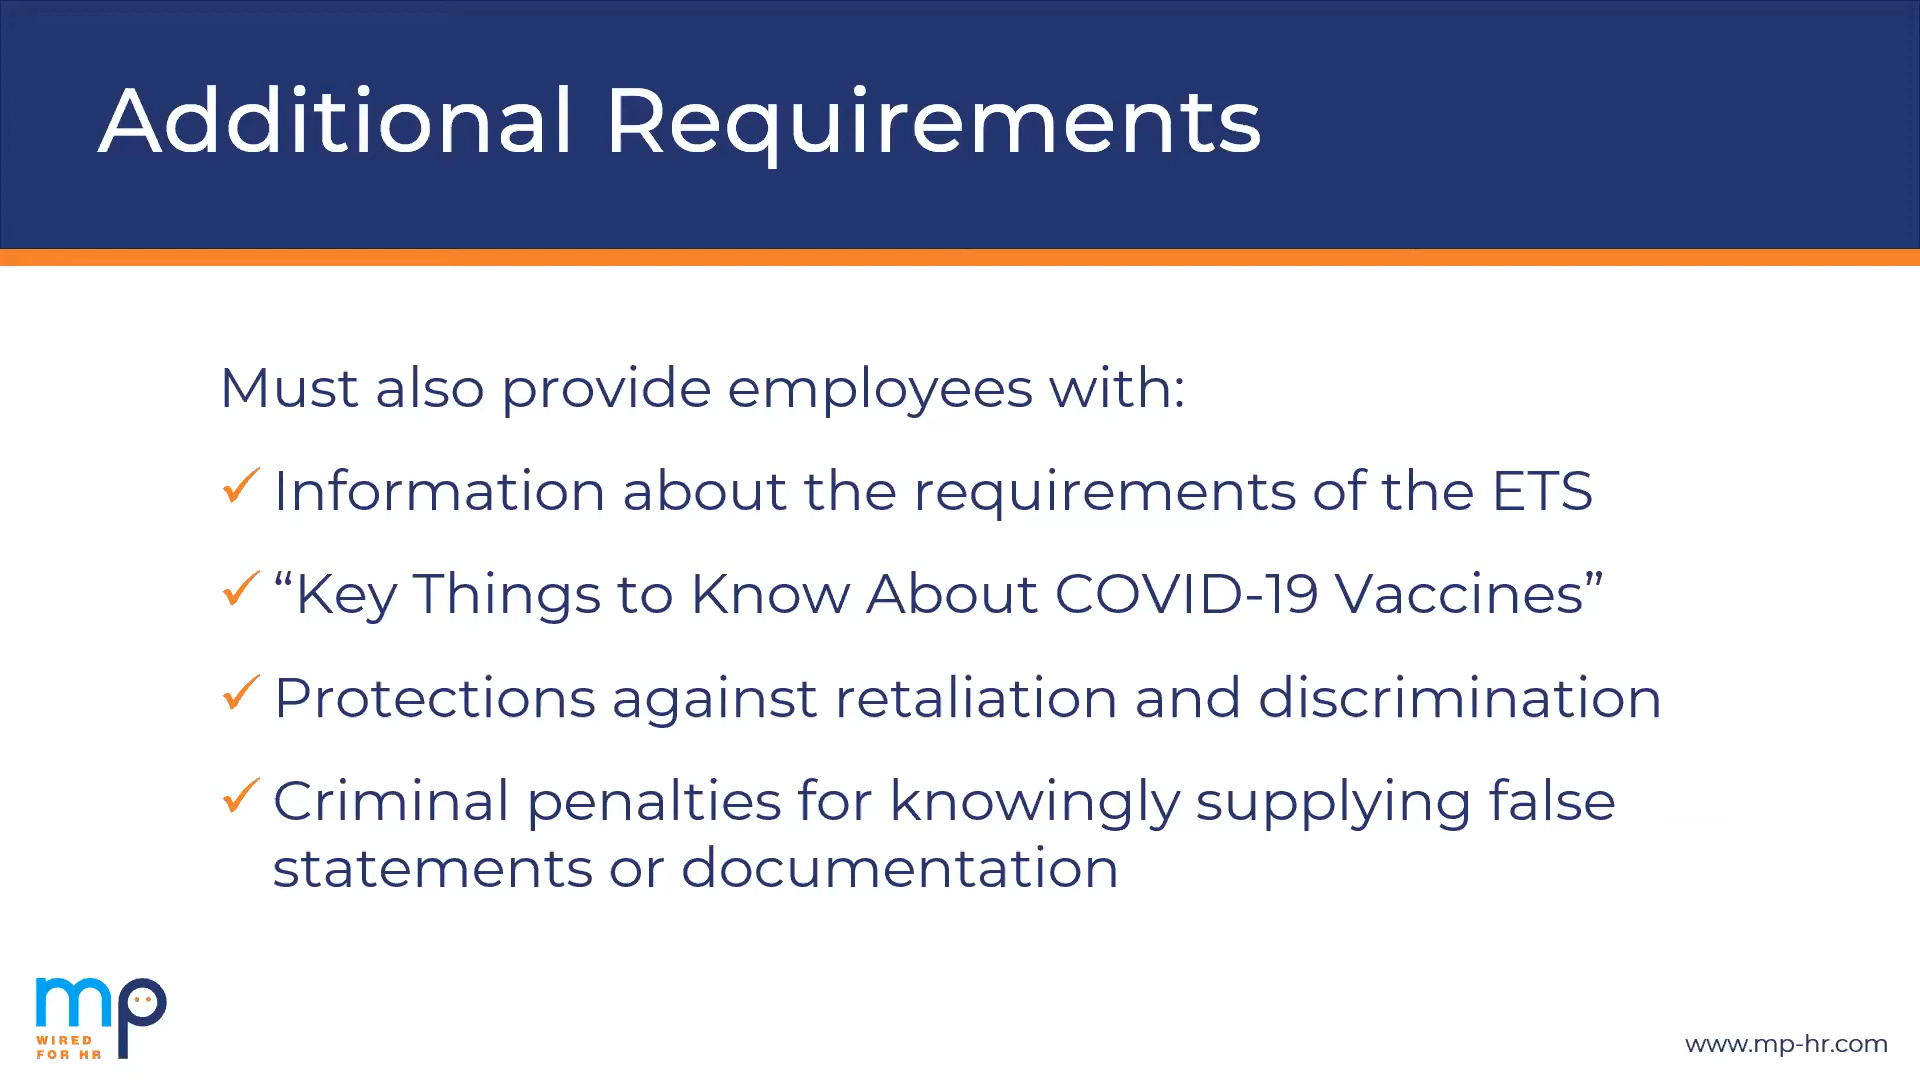 Additional Requirements
Must also provide employees with:
✓ Information about the requirements of the ETS
✓ “Key Things to Know About COVID-19 Vaccines”
✓ Protections against retaliation and discrimination
✓ Criminal penalties for knowingly supplying false
statements or documentation
mp
WIRED
FOR HR
www.mp-hr.com